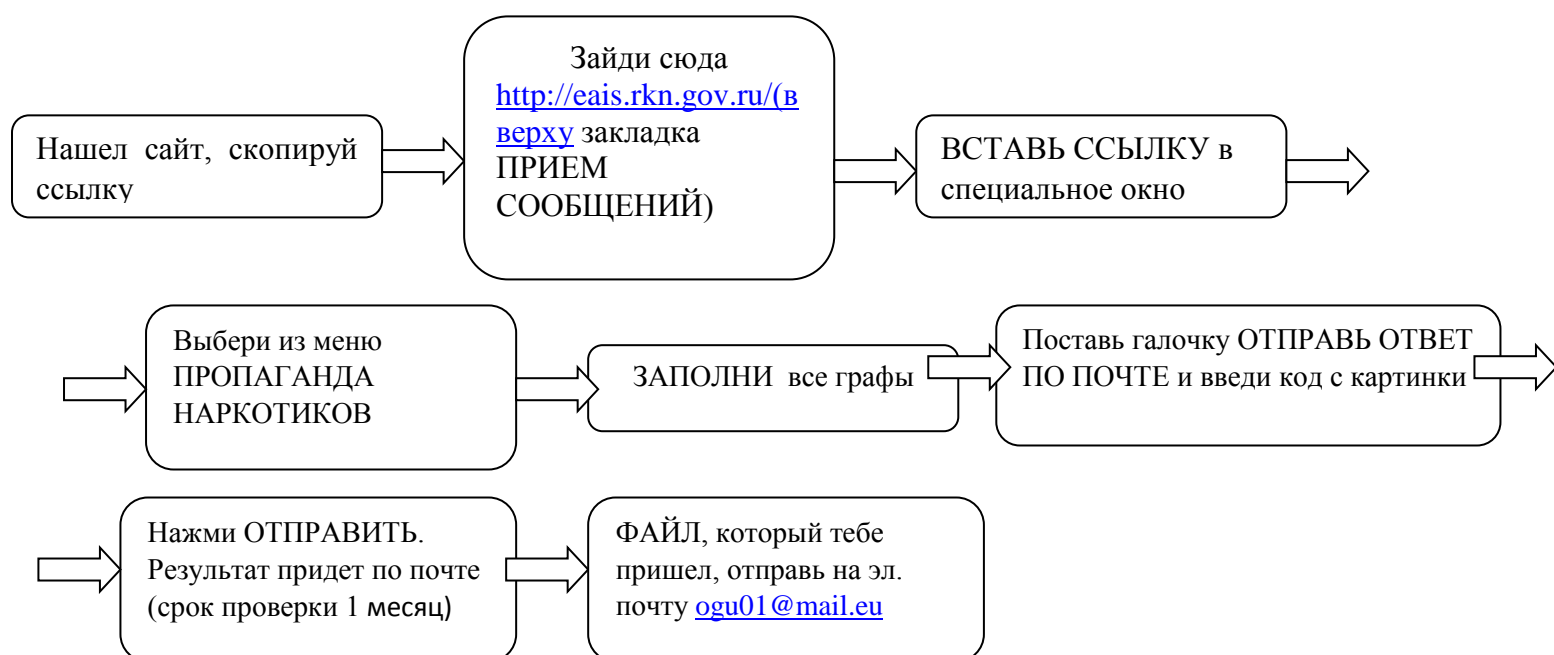 Нашел сайт, скопируй
ссылку
Зайди сюда
http://eais.rkn.gov.ru/(в
верху закладка
ПРИЕМ
СООБЩЕНИЙ)
ВСТАВЬ ССЫЛКУ в
специальное окно
Выбери из меню
ПРОПАГАНДА
НАРКОТИКОВ
ЗАПОЛНИ все графы
Поставь галочку ОТПРАВЬ ОТВЕТ
ПО ПОЧТЕ и введи код с картинки
Нажми ОТПРАВИТЬ.
Результат придет по почте
(срок проверки 1 месяц)
ФАЙЛ, который тебе
пришел, отправь на эл.
почту ogu01@mail.eu